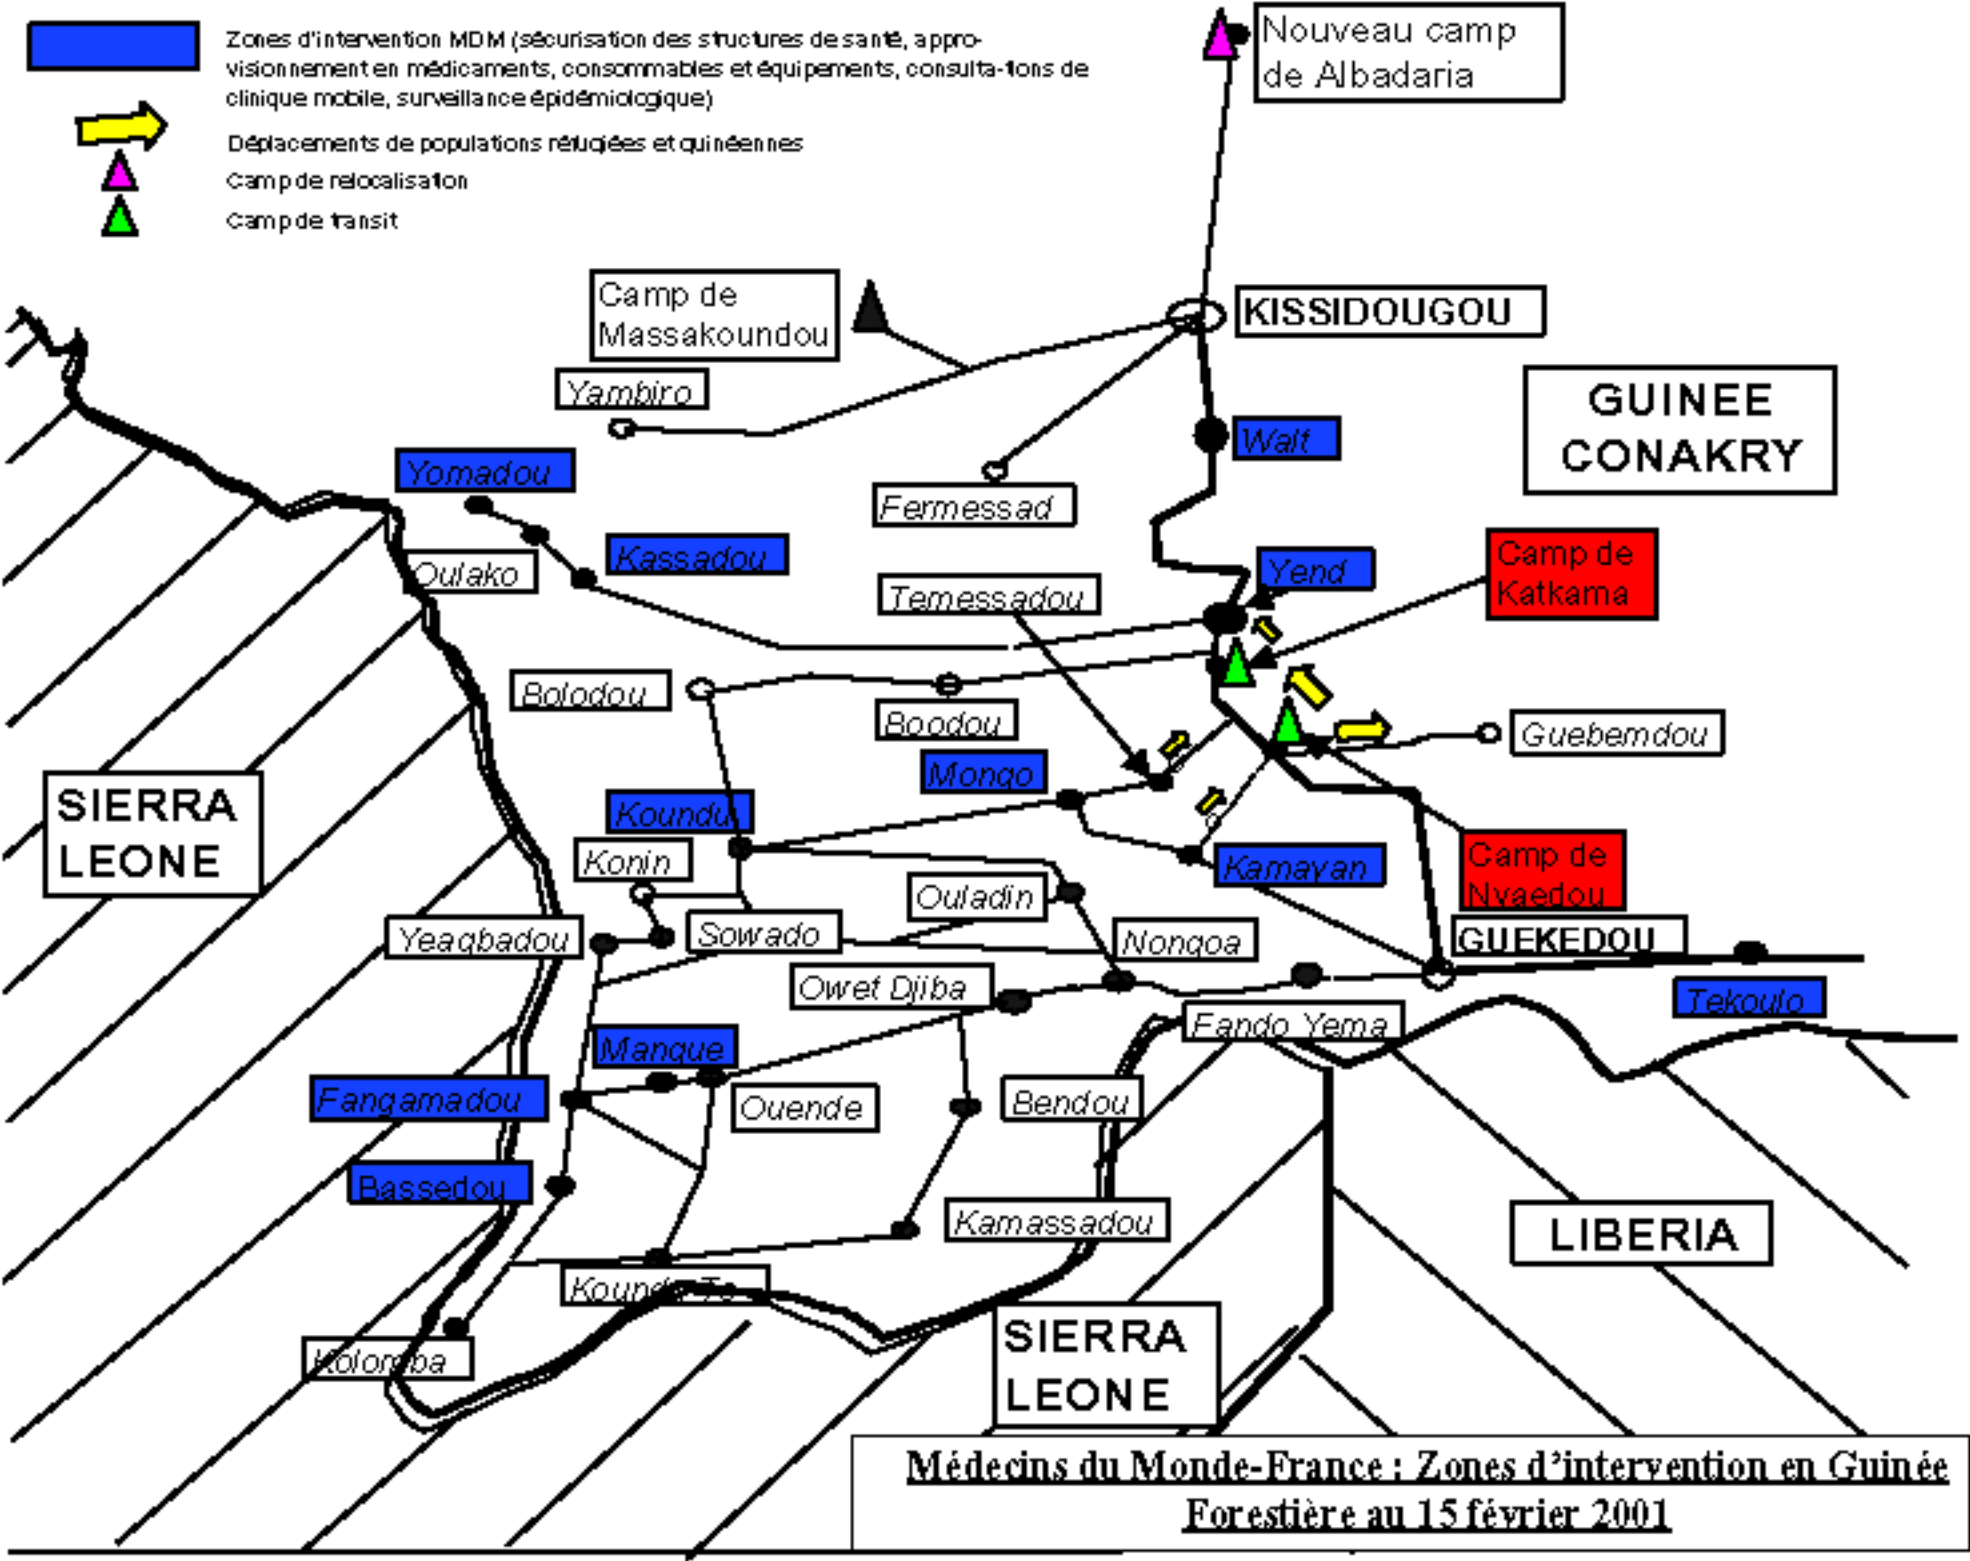 Zones d'intervention MDM (sécurisation des structures de santé, appro-
visionnement en médicaments, consommables et équipements, consulta-tions de
clinique mobile, surveillance épidémiologique)
Déplacements de populations réfugiées et guinéennes
Camp de relocalisation
Camp de transit
Nouveau camp
de Albadaria
Camp de
Massakoundou
KISSIDOUGOU
Yambiro
GUINEE
CONAKRY
Walt
Yomadou
Fermessad
Oulako
Kassadou
Temessadou
Yend
Camp de
Katkama
Bolodou
Boodou
Guebemdou
Mongo
SIERRA
LEONE
Koundu
Konin
Kamayan
Camp de
Nyaedou
Ouladin
Yeagbadou
Sowado
Nongoa
GUEKEDOU
Owet Djiba
Tekoulo
Fando Yema
Mangue
Fangamadou
Ouende
Bendou
Bassedou
Kamassadou
LIBERIA
Kolomba
SIERRA
LEONE
Médecins du Monde-France : Zones d'intervention en Guinée
Forestière au 15 février 2001